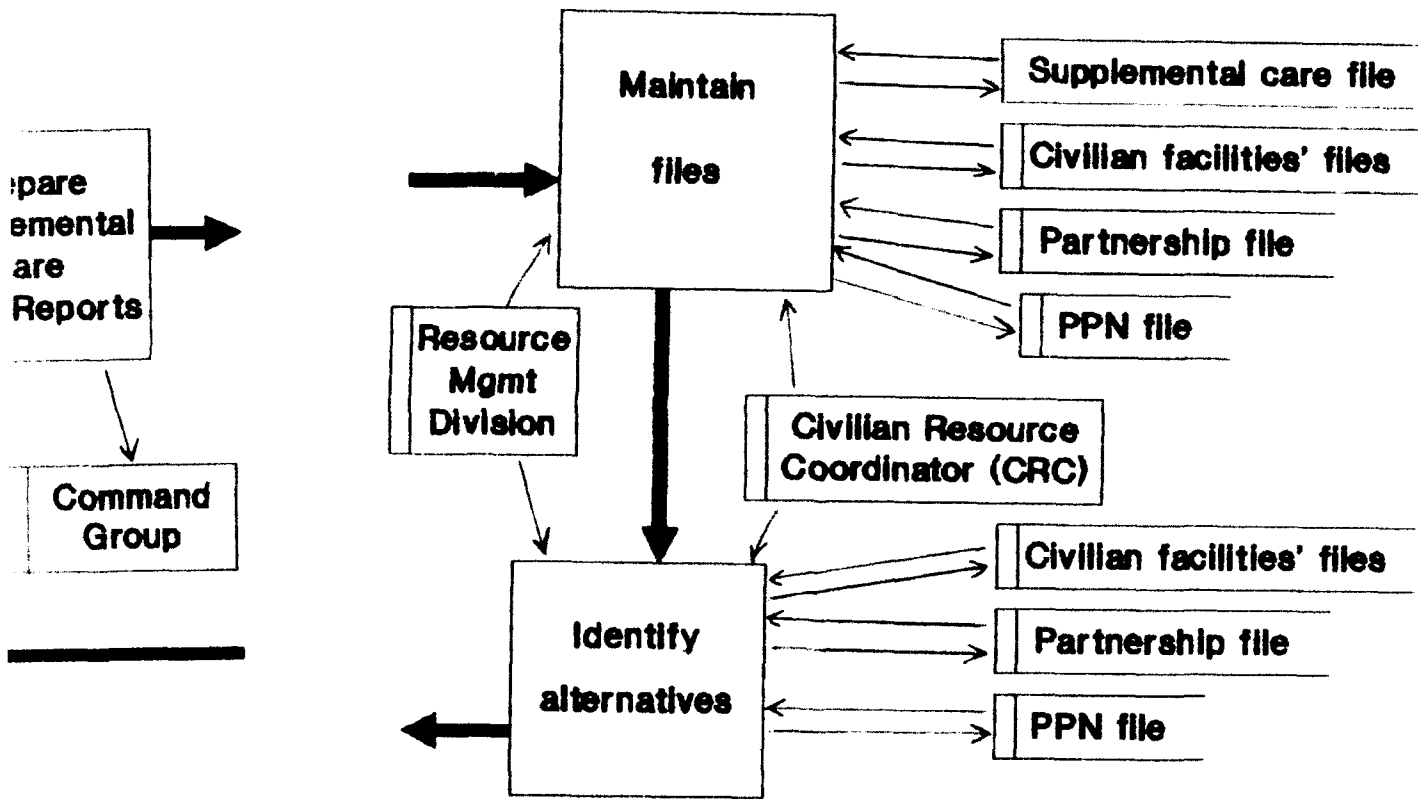 Maintain
files
Supplemental care file
Civilian facilities' files
Partnership file
PPN file
epare
emental
are
Reports
Resource
Mgmt
Division
Civilian Resource
Coordinator (CRC)
Command
Group
Identify
alternatives
Civilian facilities' files
Partnership file
PPN file